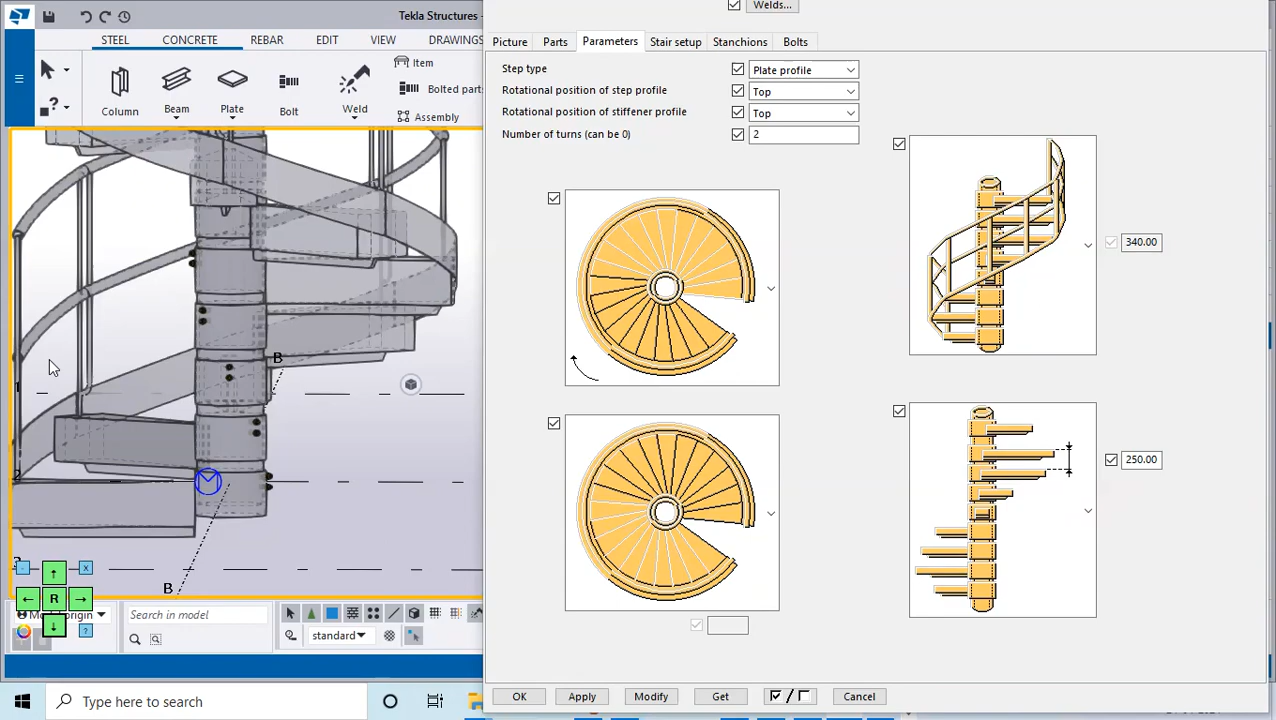 Tekla Structures -
STEEL CONCRETE REBAR EDIT VIEW DRAWINGS
Column Beam Plate Bolt Weld Item
Bolted part
Assembly
B
1
2
B
R
x
?
Search in model
standard
Type here to search
Welds...
Picture Parts Parameters Stair setup Stanchions Bolts
Step type Plate profile
Rotational position of step profile Top
Rotational position of stiffener profile Top
Number of turns (can be 0) 2
340.00
250.00
OK Apply Modify Get / Cancel